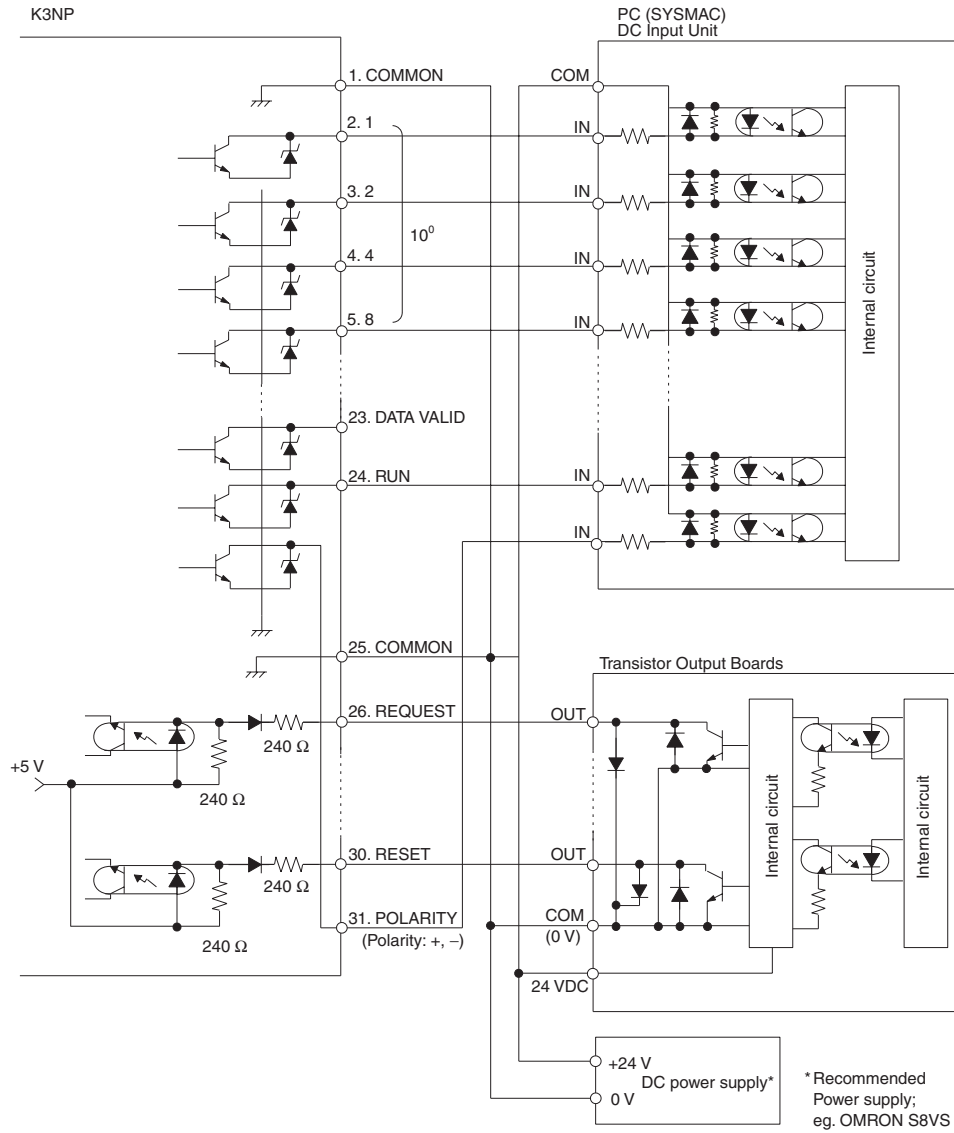 K3NP
PC (SYSMAC)
DC Input Unit
1. COMMON
COM
2. 1
IN
3. 2
IN
10⁰
4. 4
IN
5. 8
IN
Internal circuit
23. DATA VALID
24. RUN
IN
IN
25. COMMON
Transistor Output Boards
26. REQUEST
OUT
240 Ω
+5 V
240 Ω
Internal circuit
Internal circuit
30. RESET
OUT
240 Ω
31. POLARITY
(Polarity: +, –)
COM
(0 V)
240 Ω
24 VDC
+24 V
DC power supply*
0 V
* Recommended
Power supply;
eg. OMRON S8VS